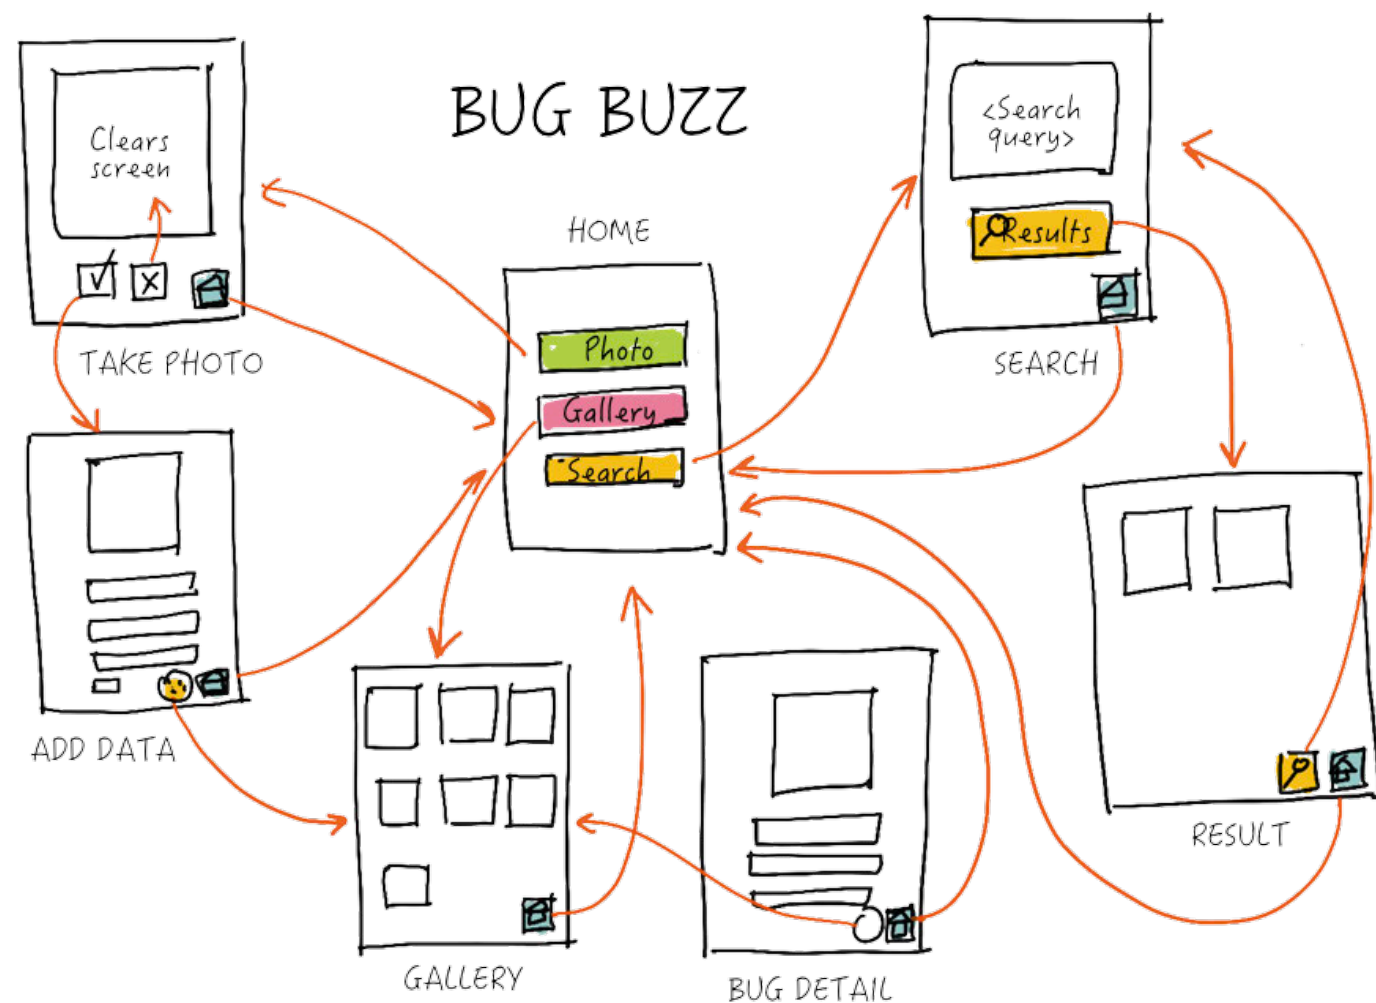 BUG BUZZ
Clears
screen
TAKE PHOTO
HOME
Photo
Gallery
Search
<Search
query>
Results
SEARCH
ADD DATA
GALLERY
BUG DETAIL
RESULT